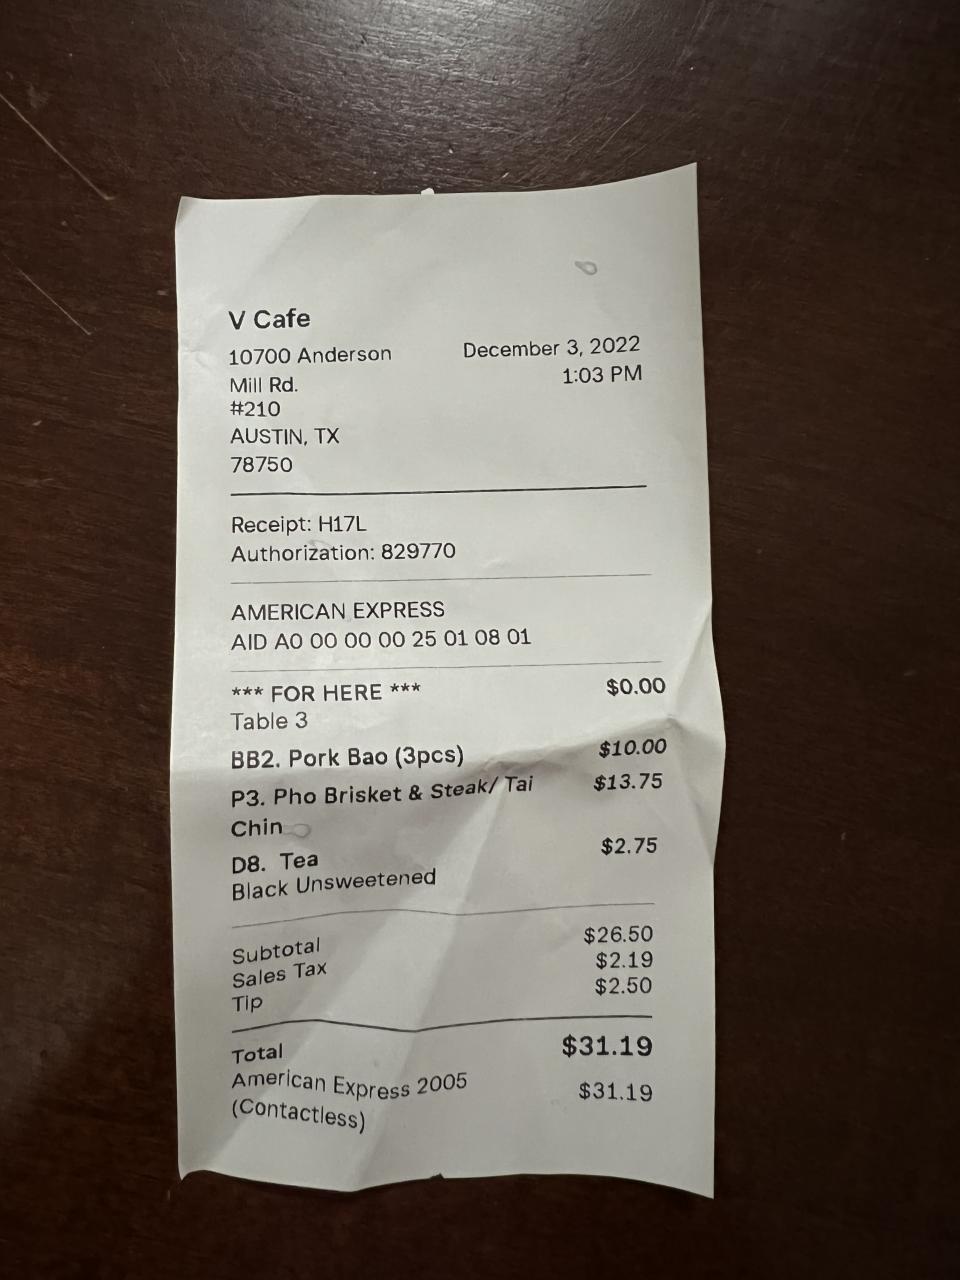 V Cafe
10700 Anderson
Mill Rd.
#210
AUSTIN, TX
78750
December 3, 2022
1:03 PM
Receipt: H17L
Authorization: 829770
AMERICAN EXPRESS
AID A0 00 00 00 25 01 08 01
*** FOR HERE *** $0.00
Table 3
BB2. Pork Bao (3pcs) $10.00
P3. Pho Brisket & Steak/ Tai $13.75
Chin
D8. Tea $2.75
Black Unsweetened
Subtotal $26.50
Sales Tax $2.19
Tip $2.50
Total $31.19
American Express 2005 $31.19
(Contactless)